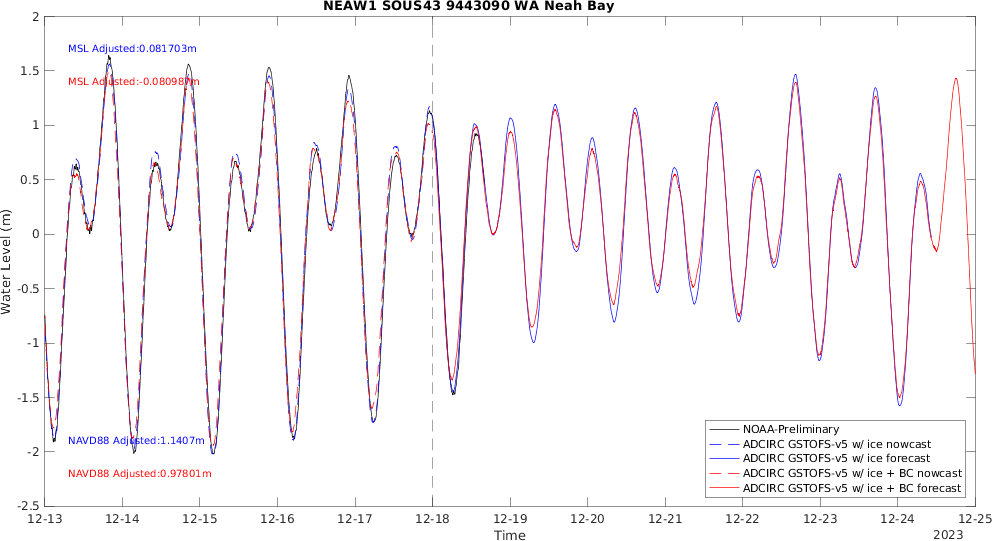 NEAW1 SOUS43 9443090 WA Neah Bay
MSL Adjusted:0.081703m
MSL Adjusted:-0.080987m
NAVD88 Adjusted:1.1407m
NAVD88 Adjusted:0.97801m
Water Level (m)
2
1.5
1
0.5
0
-0.5
-1
-1.5
-2
-2.5
NOAA-Preliminary
ADCIRC GSTOFS-v5 w/ ice nowcast
ADCIRC GSTOFS-v5 w/ ice forecast
ADCIRC GSTOFS-v5 w/ ice + BC nowcast
ADCIRC GSTOFS-v5 w/ ice + BC forecast
12-13 12-14 12-15 12-16 12-17 12-18 12-19 12-20 12-21 12-22 12-23 12-24 12-25
Time
2023